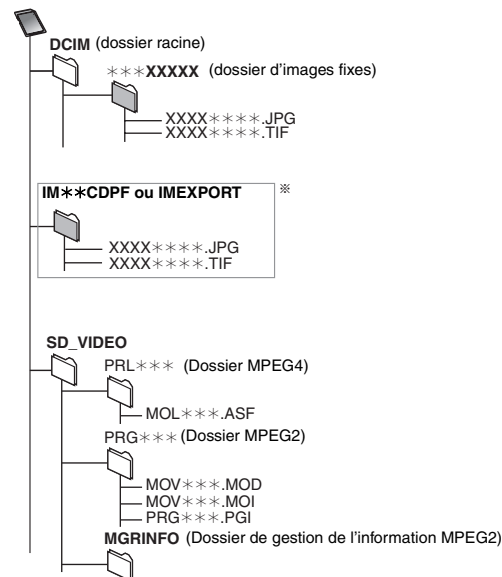 DCIM (dossier racine)
✳✳✳XXXXX (dossier d'images fixes)
XXXX✳✳✳✳.JPG
XXXX✳✳✳✳.TIF
IM✳✳CDPF ou IMEXPORT ※
XXXX✳✳✳✳.JPG
XXXX✳✳✳✳.TIF
SD_VIDEO
PRL✳✳✳ (Dossier MPEG4)
MOL✳✳✳.ASF
PRG✳✳✳ (Dossier MPEG2)
MOV✳✳✳.MOD
MOV✳✳✳.MOI
PRG✳✳✳.PGI
MGRINFO (Dossier de gestion de l'information MPEG2)